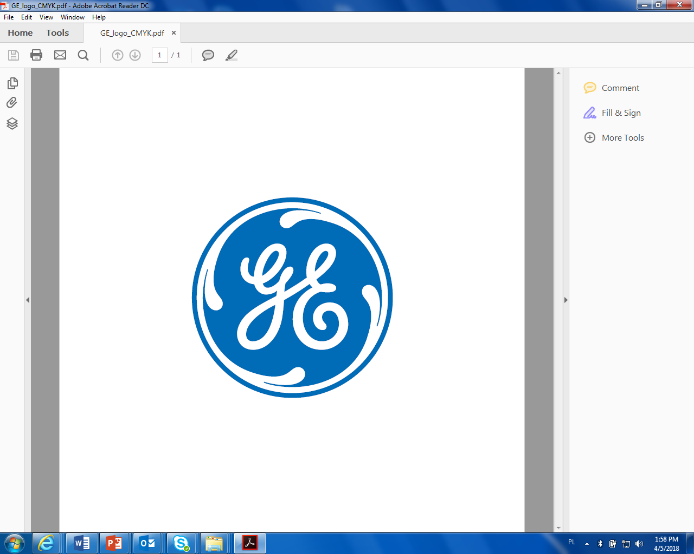 GE_logo_CMYK.pdf - Adobe Acrobat Reader DC
File Edit View Window Help
Home Tools GE_logo_CMYK.pdf ×
1 / 1
Comment
Fill & Sign
More Tools
GE
PL 1:58 PM
4/5/2018